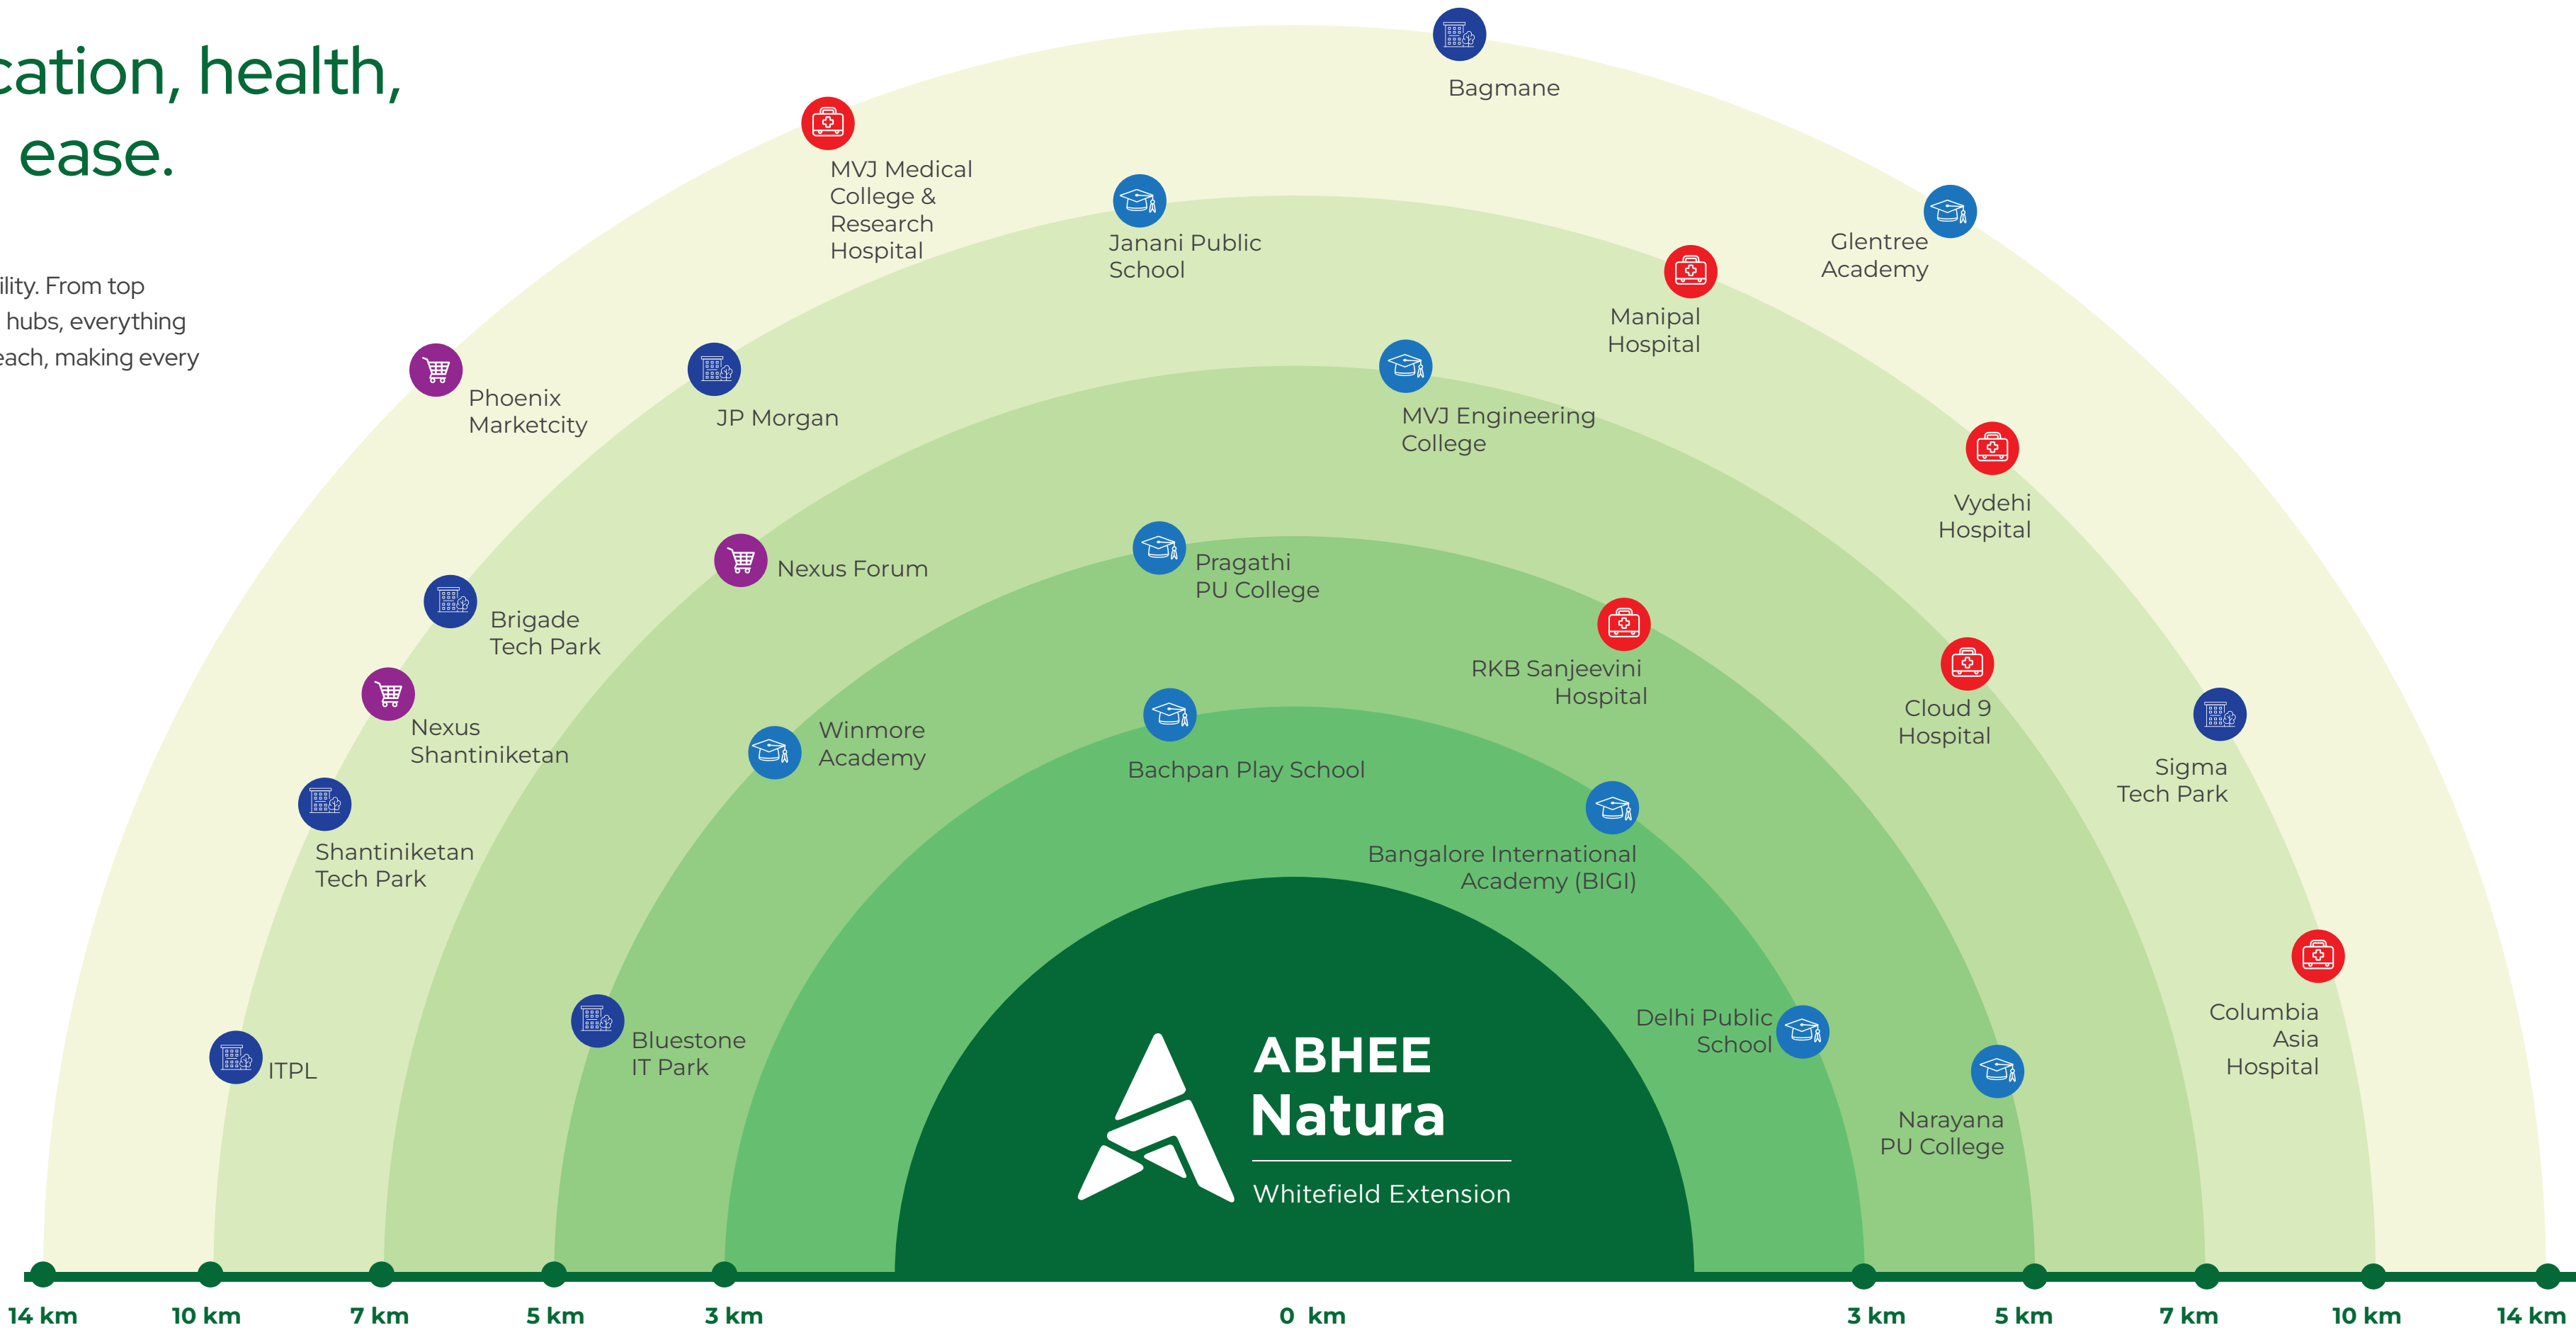 cation, health,
ease.
ility. From top
hubs, everything
each, making every
Bagmane
MVJ Medical
College &
Research
Hospital
Janani Public
School
Glentree
Academy
Manipal
Hospital
Phoenix
Marketcity
JP Morgan
MVJ Engineering
College
Vydehi
Hospital
Nexus Forum
Pragathi
PU College
Brigade
Tech Park
RKB Sanjeevini
Hospital
Nexus
Shantiniketan
Winmore
Academy
Cloud 9
Hospital
Bachpan Play School
Sigma
Tech Park
Shantiniketan
Tech Park
Bangalore International
Academy (BIGI)
ITPL
Bluestone
IT Park
Delhi Public
School
Columbia
Asia
Hospital
Narayana
PU College
ABHEE
Natura
Whitefield Extension
14 km 10 km 7 km 5 km 3 km 0 km 3 km 5 km 7 km 10 km 14 km